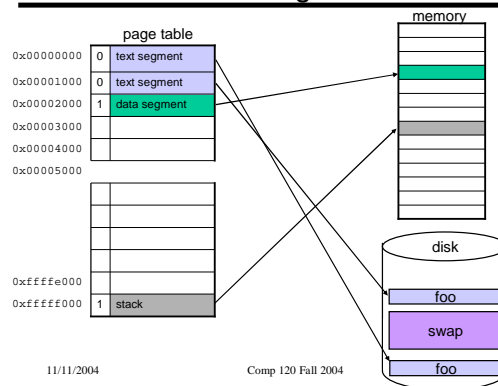 memory
page table
0x00000000 0 text segment
0x00001000 0 text segment
0x00002000 1 data segment
0x00003000
0x00004000
0x00005000
disk
foo
swap
foo
0xffffe000
0xfffff000 1 stack
11/11/2004
Comp 120 Fall 2004